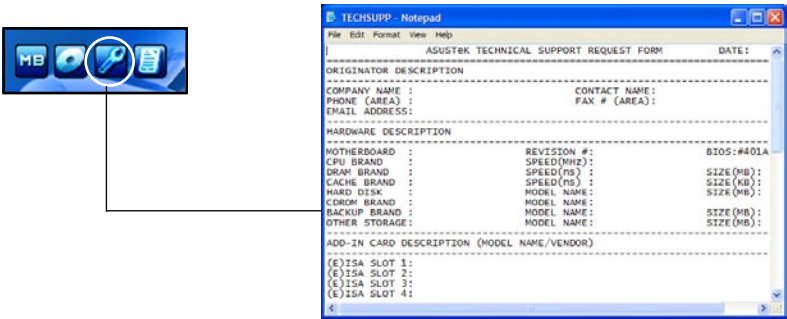 MB
TECHSUPP - Notepad
File Edit Format View Help
ASUSTeK TECHNICAL SUPPORT REQUEST FORM DATE:
ORIGINATOR DESCRIPTION
COMPANY NAME : CONTACT NAME:
PHONE (AREA) : FAX # (AREA):
EMAIL ADDRESS:
HARDWARE DESCRIPTION
MOTHERBOARD : REVISION #: BIOS:#401A
CPU BRAND : SPEED(MHz):
DRAM BRAND : SPEED(ns) : SIZE(MB):
CACHE BRAND : SPEED(ns) : SIZE(KB):
HARD DISK : MODEL NAME: SIZE(MB):
CDROM BRAND : MODEL NAME:
BACKUP BRAND : MODEL NAME: SIZE(MB):
OTHER STORAGE: MODEL NAME: SIZE(MB):
ADD-IN CARD DESCRIPTION (MODEL NAME/VENDOR)
(E)ISA SLOT 1:
(E)ISA SLOT 2:
(E)ISA SLOT 3:
(E)ISA SLOT 4: